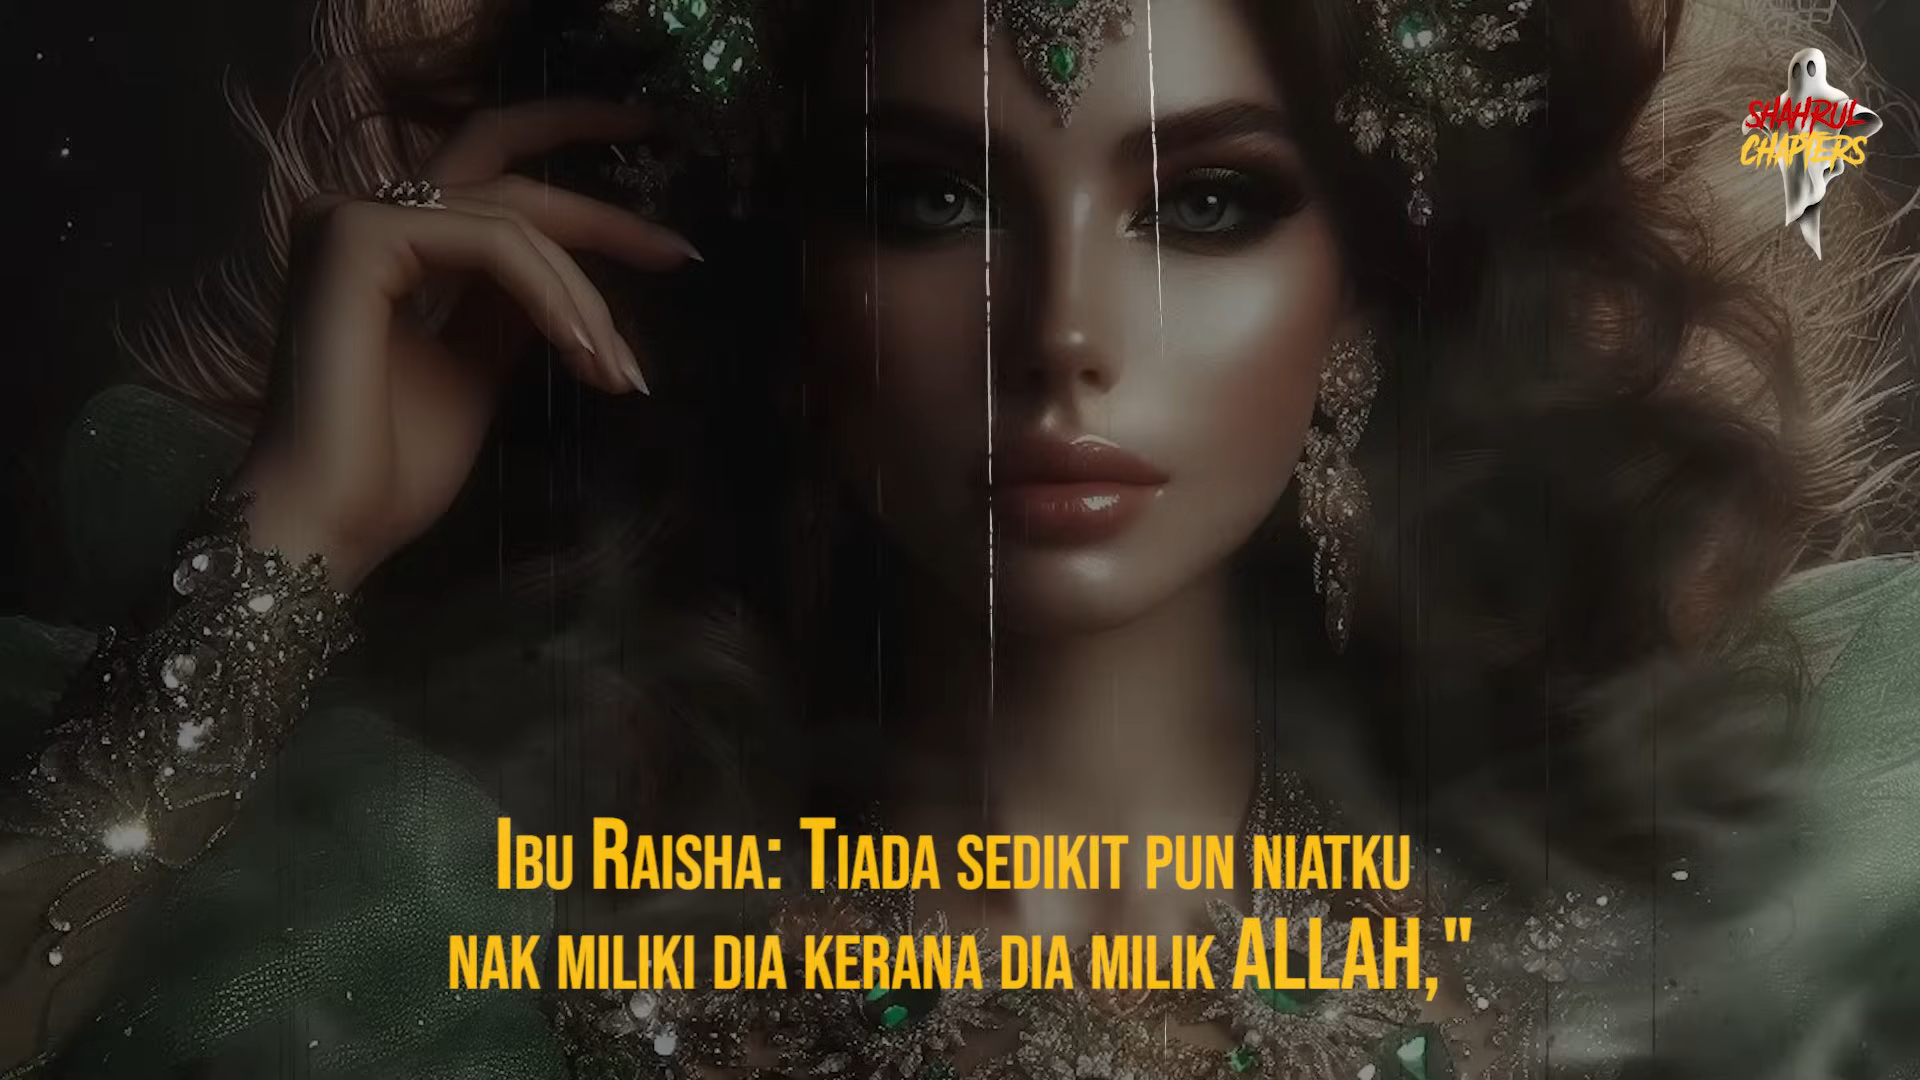 SHAHRUL
CHAPTERS
Ibu Raisha: Tiada sedikit pun niatku
nak miliki dia kerana dia milik ALLAH,"